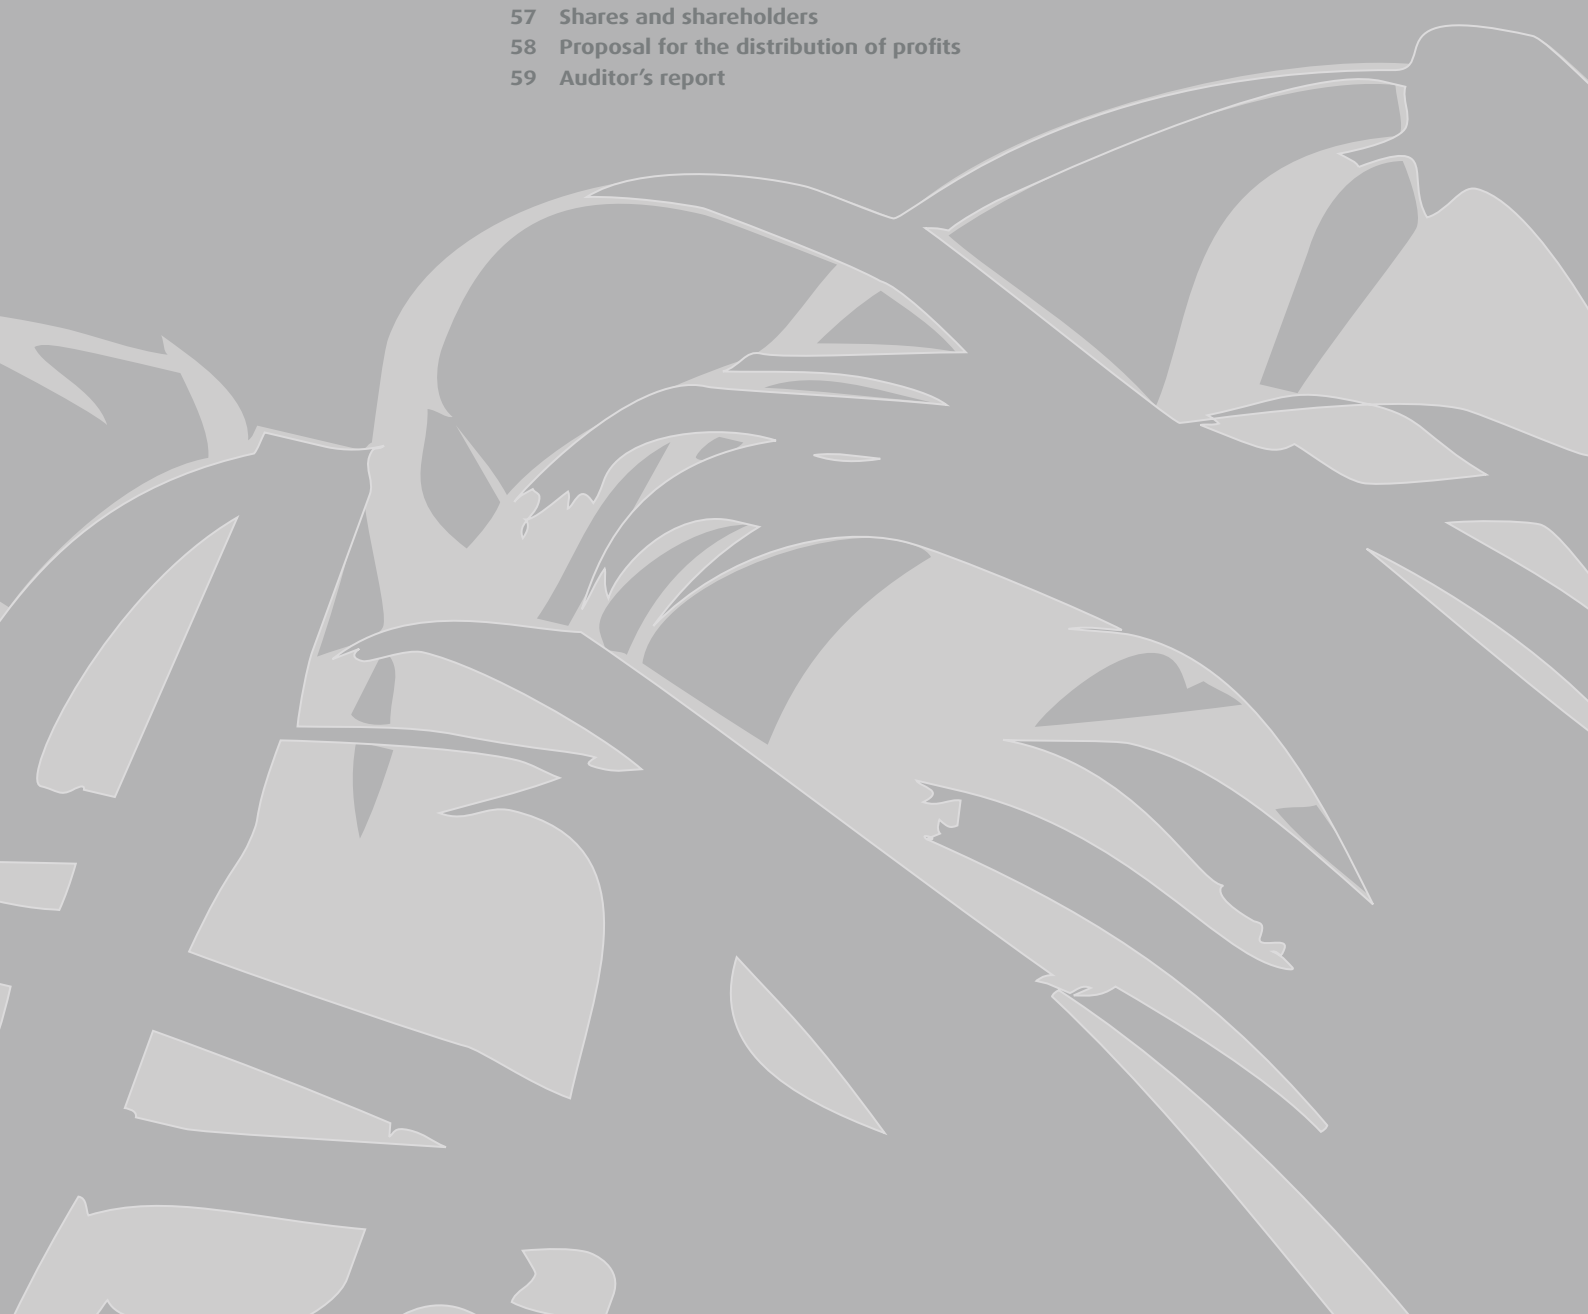 57 Shares and shareholders
58 Proposal for the distribution of profits
59 Auditor’s report